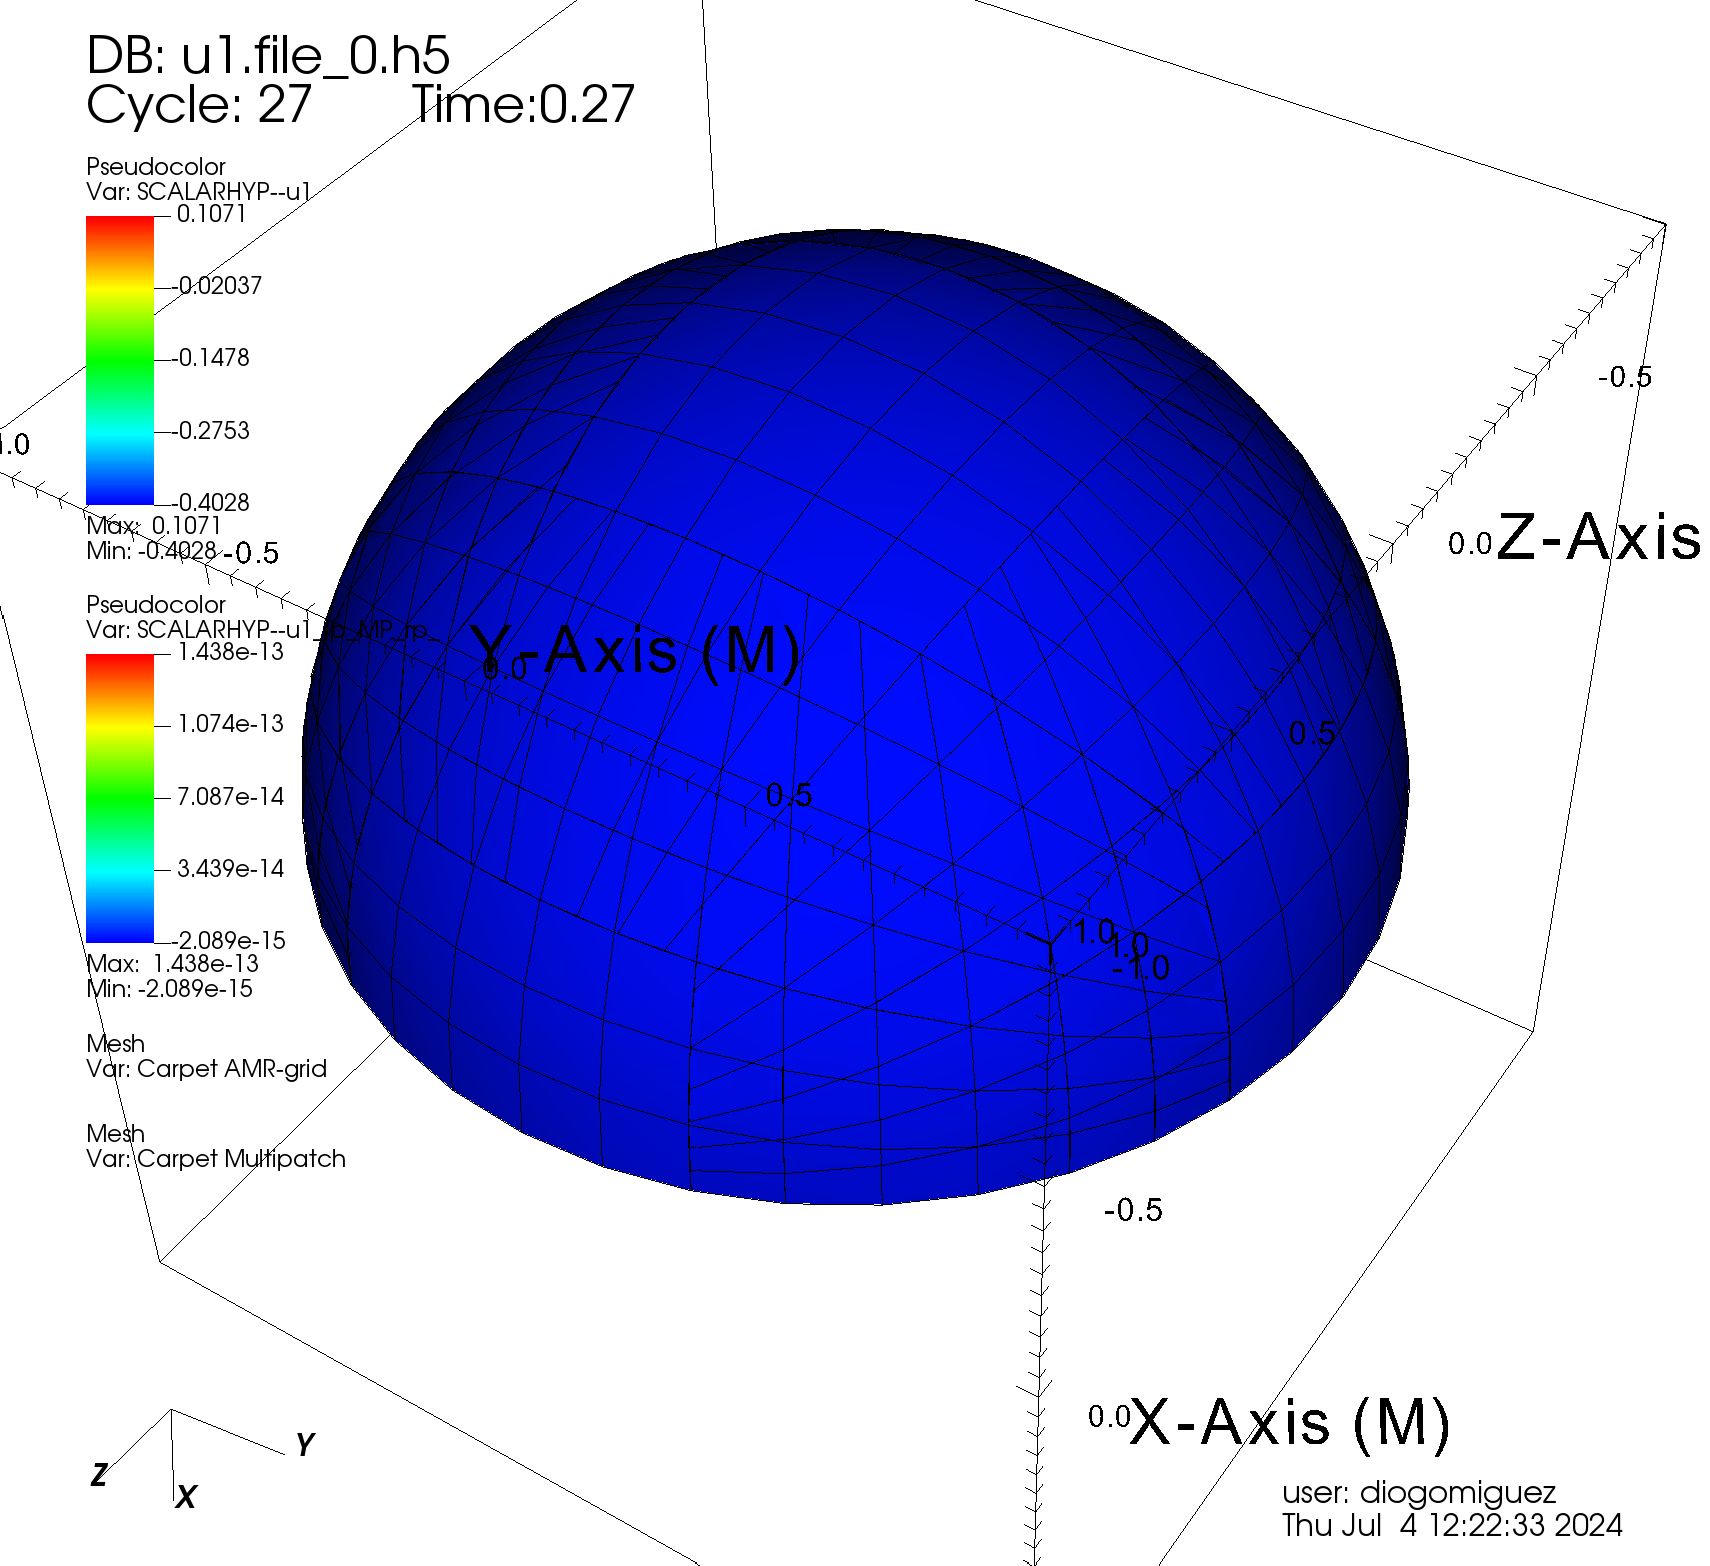 DB: u1.file_0.h5
Cycle: 27 Time:0.27
Pseudocolor
Var: SCALARHYP--u1
0.1071
-0.02037
-0.1478
-0.2753
-0.4028
Max: 0.1071
Min: -0.4028
Pseudocolor
1.438e-13
1.074e-13
7.087e-14
3.439e-14
-2.089e-15
Max: 1.438e-13
Min: -2.089e-15
Mesh
Var: Carpet AMR-grid
Mesh
Var: Carpet Multipatch
-0.5
0.0
Y-Axis (M)
0.5
1.0
-0.5
0.0
Z-Axis
0.5
1.0
-1.0
-0.5
0.0
X-Axis (M)
Z
X
Y
user: diogomiguez
Thu Jul 4 12:22:33 2024